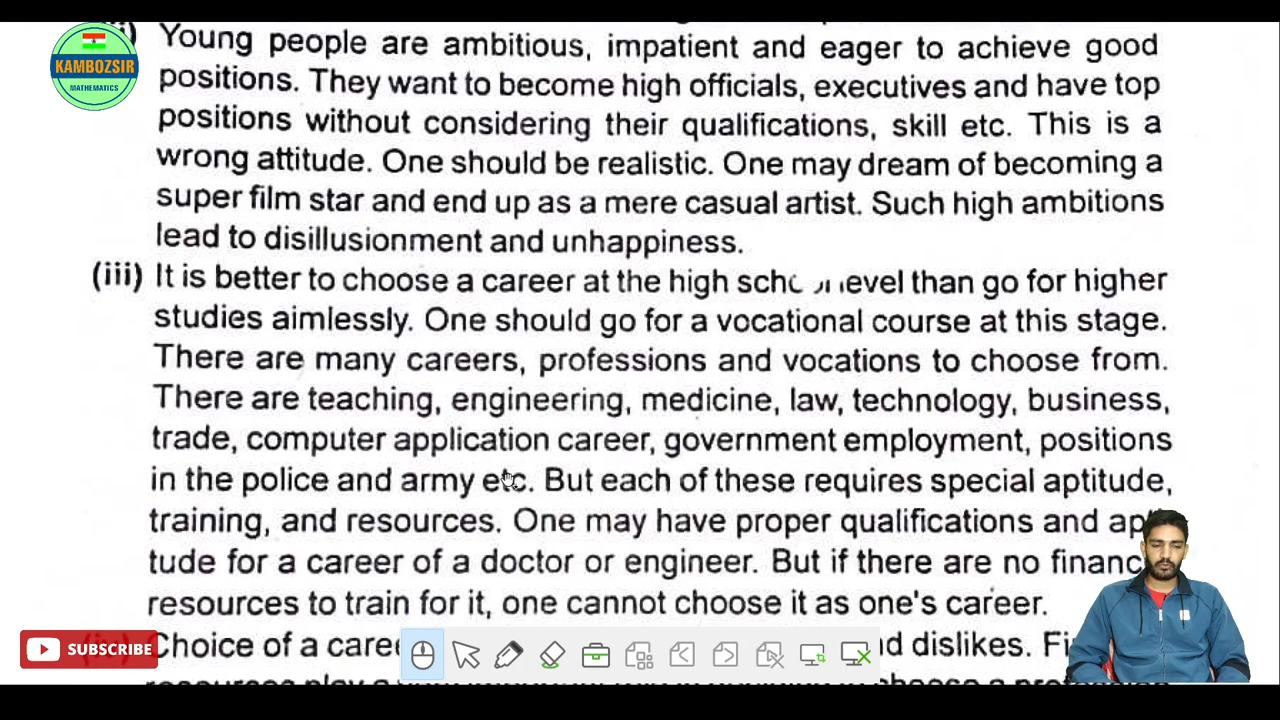 Young people are ambitious, impatient and eager to achieve good
positions. They want to become high officials, executives and have top
positions without considering their qualifications, skill etc. This is a
wrong attitude. One should be realistic. One may dream of becoming a
super film star and end up as a mere casual artist. Such high ambitions
lead to disillusionment and unhappiness.
(iii) It is better to choose a career at the high level than go for higher
studies aimlessly. One should go for a vocational course at this stage.
There are many careers, professions and vocations to choose from.
There are teaching, engineering, medicine, law, technology, business,
trade, computer application career, government employment, positions
in the police and army etc. But each of these requires special aptitude,
training, and resources. One may have proper qualifications and
tude for a career of a doctor or engineer. But if there are no
resources to train for it, one cannot choose it as one's career.
Choice of a dislikes.
KAMBOZSIR
MATHEMATICS
SUBSCRIBE